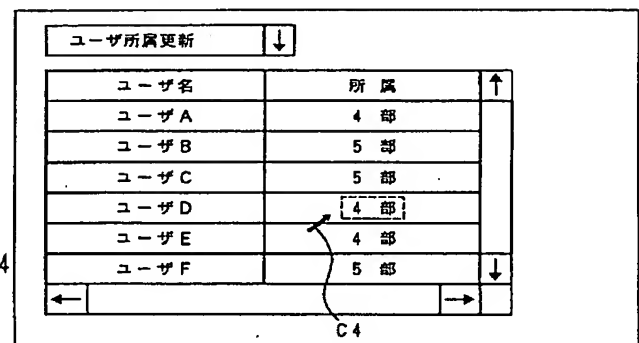 ユーザ所属更新 ↓
ユーザ名 所 属 ↑
ユーザA 4 部
ユーザB 5 部
ユーザC 5 部
ユーザD 4 部
ユーザE 4 部
4
ユーザF 5 部 ↓
← →
C4